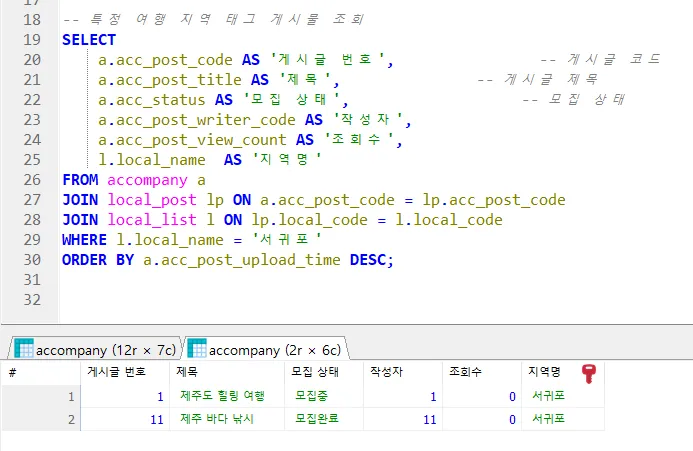 17
18 -- 특정 여행 지역 태그 게시물 조회
19 SELECT
20 a.acc_post_code AS '게시글 번호', -- 게시글 코드
21 a.acc_post_title AS '제목', -- 게시글 제목
22 a.acc_status AS '모집 상태', -- 모집 상태
23 a.acc_post_writer_code AS '작성자',
24 a.acc_post_view_count AS '조회수',
25 l.local_name AS '지역명'
26 FROM accompany a
27 JOIN local_post lp ON a.acc_post_code = lp.acc_post_code
28 JOIN local_list l ON lp.local_code = l.local_code
29 WHERE l.local_name = '서귀포'
30 ORDER BY a.acc_post_upload_time DESC;
31
32
accompany (12r × 7c) accompany (2r × 6c)
# 게시글 번호 제목 모집 상태 작성자 조회수 지역명
1 1 제주도 힐링 여행 모집중 1 0 서귀포
2 11 제주 바다 낚시 모집완료 11 0 서귀포